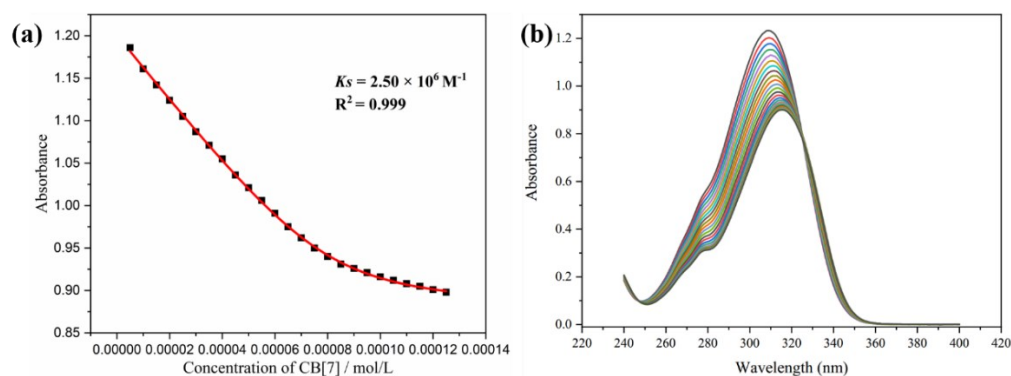 (a)
1.20
1.15
1.10
1.05
1.00
0.95
0.90
0.85
Absorbance
Ks = 2.50 × 10⁶ M⁻¹
R² = 0.999
0.00000 0.00002 0.00004 0.00006 0.00008 0.00010 0.00012 0.00014
Concentration of CB[7] / mol/L
(b)
1.2
1.0
0.8
0.6
0.4
0.2
0.0
Absorbance
220 240 260 280 300 320 340 360 380 400 420
Wavelength (nm)